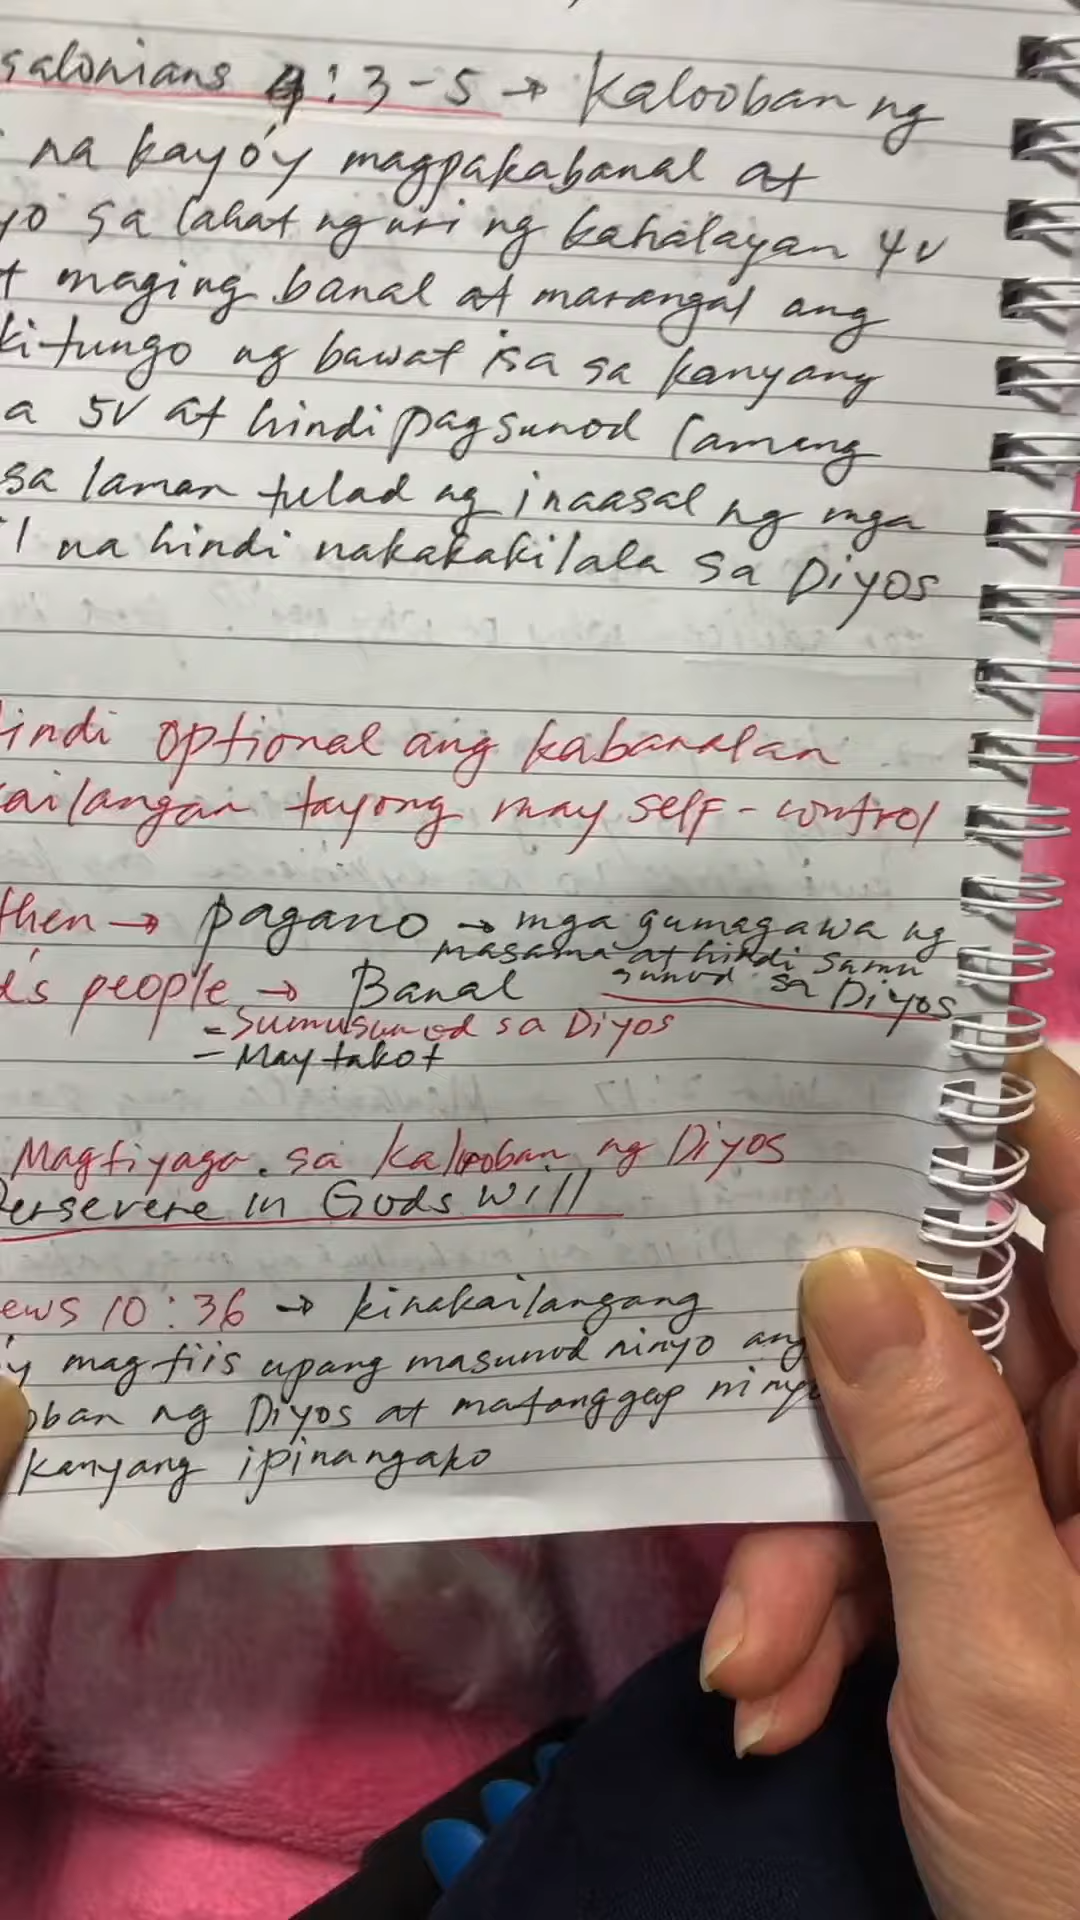 salonians 4:3-5 → Kalooban ng
na kayó'y magpakabanal at
yo sa lahat ng uri ng kahalayan 4v
t maging banal at marangal ang
kitungo ng bawat isa sa kanyang
a 5v at hindi pagsunod lamang
sa laman tulad ng inaasal ng mga
l na hindi nakakakilala sa Diyos
indi optional ang kabanalan
ailangan tayong may self-control
then → pagano → mga gumagawa ng
masama at hindi sumu
sunod sa Diyos
d's people → Banal
- Sumusunod sa Diyos
- May takot
Magtiyaga sa kalooban ng Diyos
Persevere in Gods will
ews 10:36 → kinakailangang
y magtiis upang masunod ninyo ang
oban ng Diyos at matanggap ninyo
kanyang ipinangako